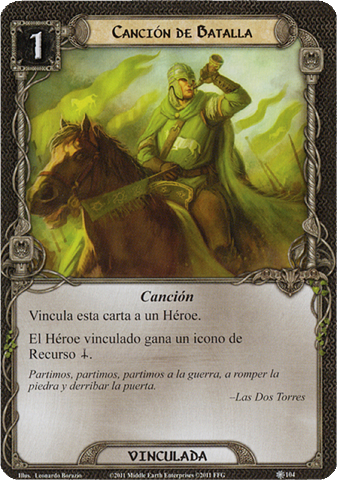 1
CANCIÓN DE BATALLA
Canción
Vincula esta carta a un Héroe.
El Héroe vinculado gana un icono de
Recurso .
Partimos, partimos, partimos a la guerra, a romper la
piedra y derribar la puerta.
–Las Dos Torres
VINCULADA
Illus. Leonardo Borazio
©2011 Middle Earth Enterprises ©2011 FFG
104